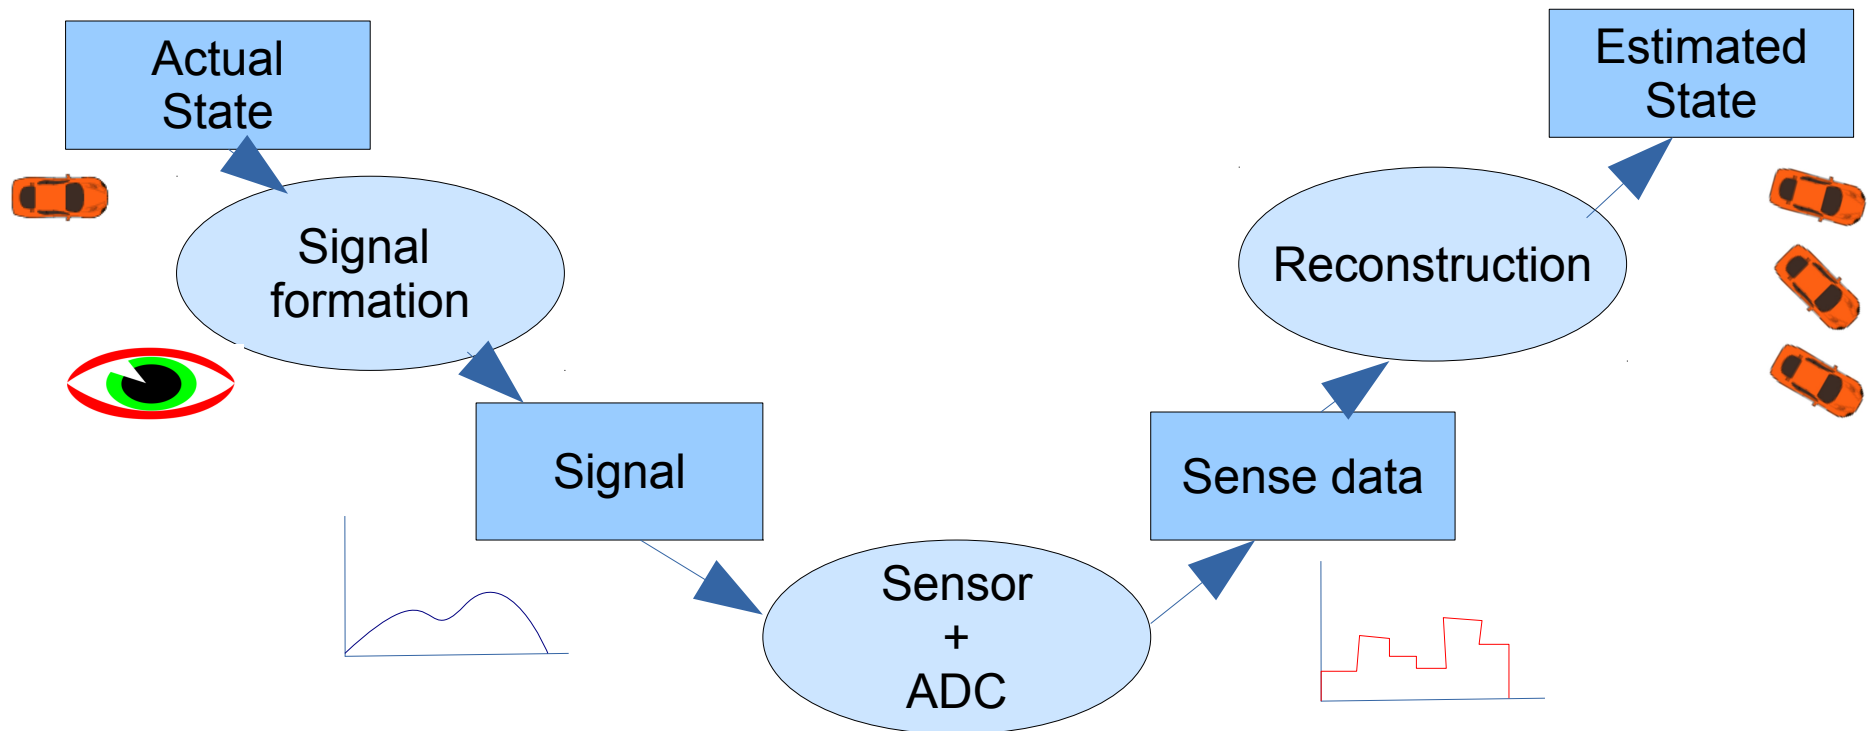 Actual
State
Signal
formation
Signal
Sensor
+
ADC
Sense data
Reconstruction
Estimated
State